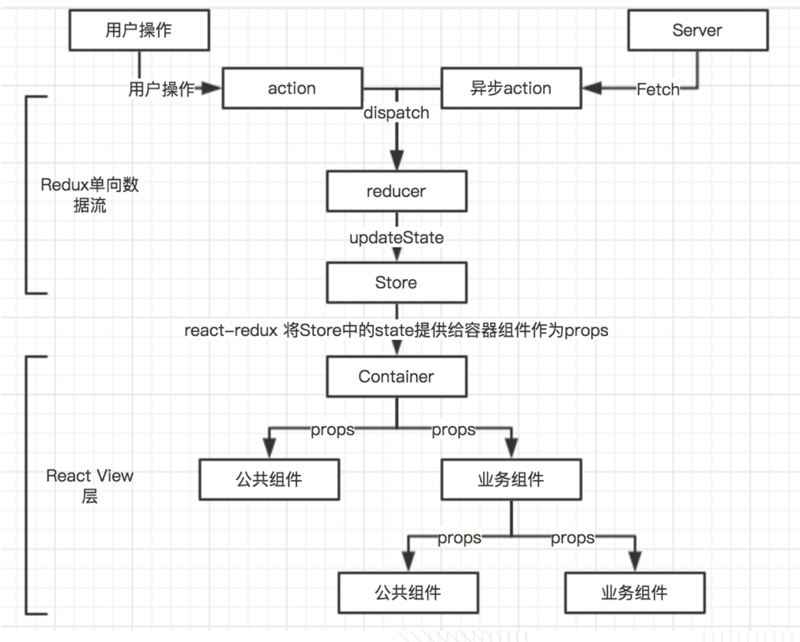 用户操作
Server
用户操作
action
异步action
Fetch
dispatch
Redux单向数
据流
reducer
updateState
Store
react-redux 将Store中的state提供给容器组件作为props
Container
props
props
React View
层
公共组件
业务组件
props
props
公共组件
业务组件